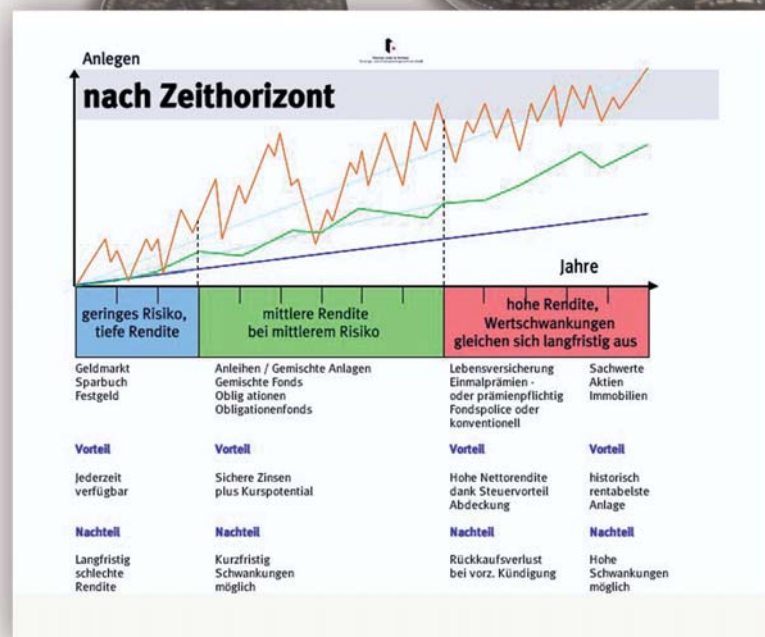 Anlegen
nach Zeithorizont
Jahre
geringes Risiko,
tiefe Rendite
mittlere Rendite
bei mittlerem Risiko
hohe Rendite,
Wertschwankungen
gleichen sich langfristig aus
Geldmarkt
Sparbuch
Festgeld
Anleihen / Gemischte Anlagen
Gemischte Fonds
Oblig ationen
Obligationenfonds
Lebensversicherung
Einmalprämien -
oder prämienpflichtig
Fondspolice oder
konventionell
Sachwerte
Aktien
Immobilien
Vorteil
Vorteil
Vorteil
Vorteil
Jederzeit
verfügbar
Sichere Zinsen
plus Kurspotential
Hohe Nettorendite
dank Steuervorteil
Abdeckung
historisch
rentabelste
Anlage
Nachteil
Nachteil
Nachteil
Nachteil
Langfristig
schlechte
Rendite
Kurzfristig
Schwankungen
möglich
Rückkaufsverlust
bei vorz. Kündigung
Hohe
Schwankungen
möglich